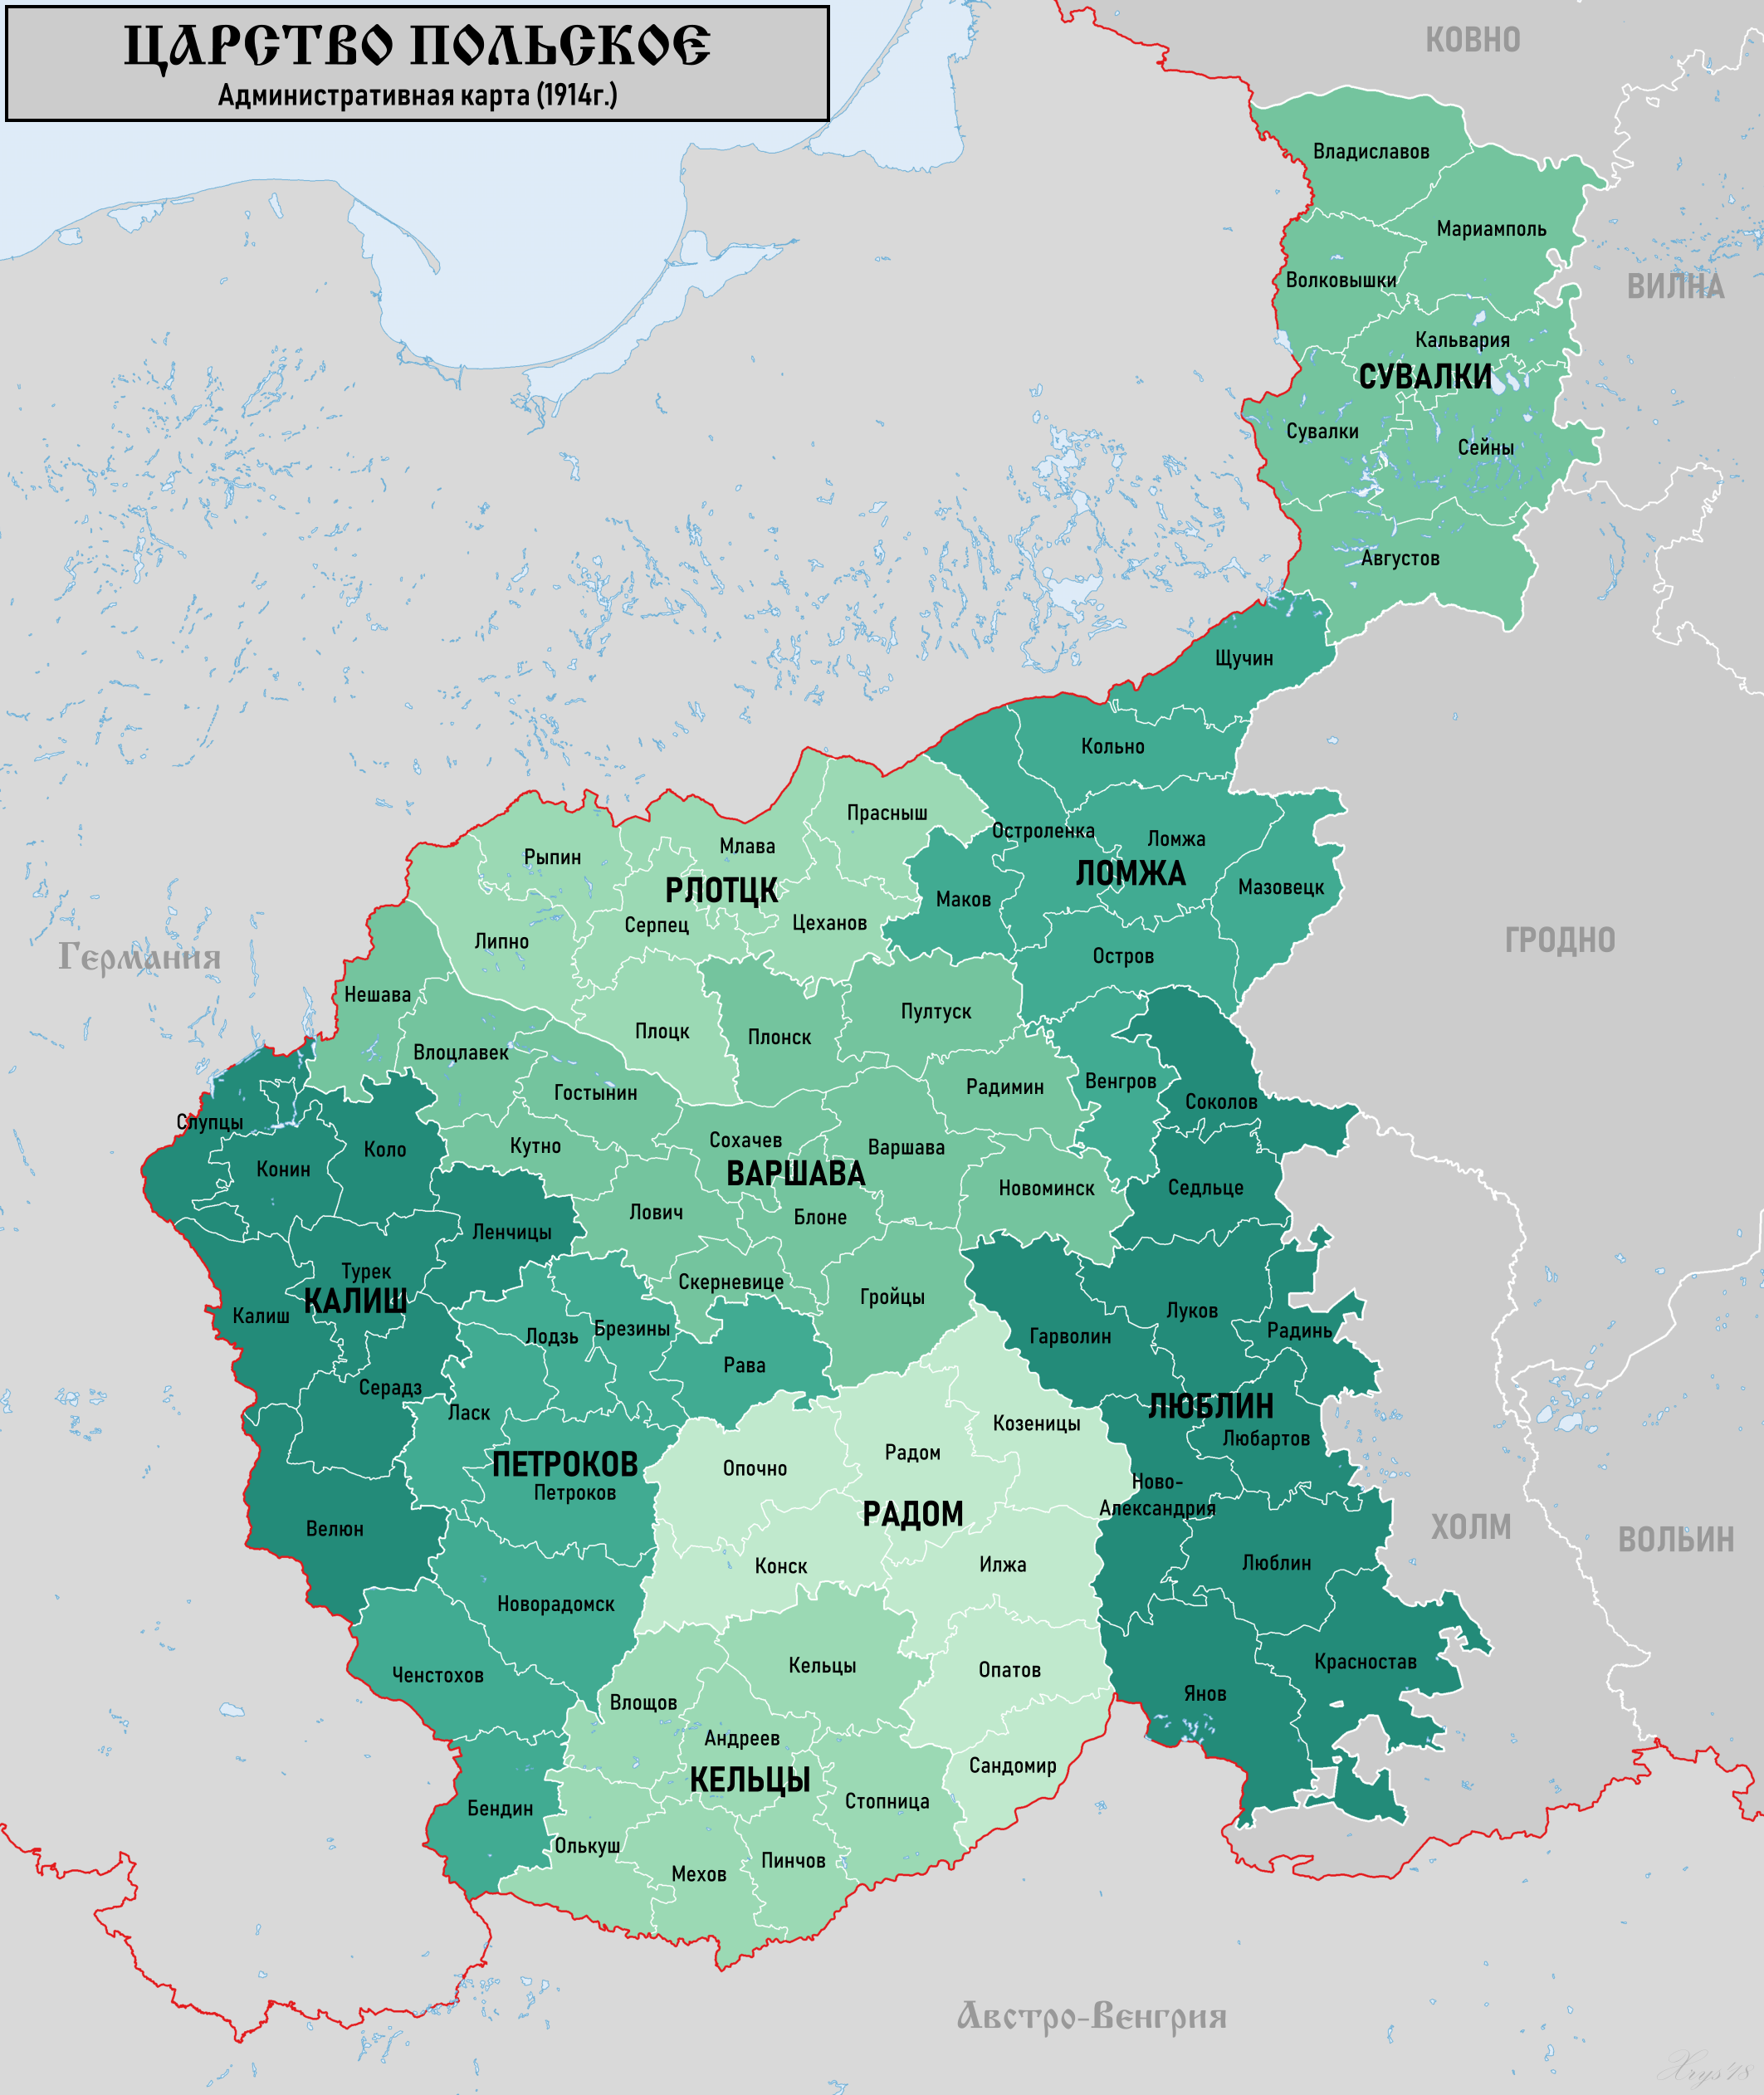 ЦАРСТВО ПОЛЬСКОЕ
Административная карта (1914г.)
КОВНО
Владиславов
Мариамполь
Волковышки
ВИЛНА
Кальвария
СУВАЛКИ
Сувалки
Сейны
Августов
Щучин
Кольно
Прасныш
Остроленка
Ломжа
Млава
Рыпин
ЛОМЖА
РЛОТЦК
Мазовецк
Маков
Серпец
Цеханов
Липно
ГРОДНО
Германия
Остров
Нешава
Пултуск
Плоцк
Плонск
Влоцлавек
Венгров
Радимин
Гостынин
Соколов
Слупцы
Сохачев
Кутно
Варшава
Коло
Конин
ВАРШАВА
Новоминск
Седльце
Лович
Блоне
Ленчицы
Турек
Скерневице
КАЛИШ
Гройцы
Луков
Калиш
Брезины
Радинь
Лодзь
Гарволин
Рава
Серадз
ЛЮБЛИН
Ласк
Козеницы
Любартов
Радом
ПЕТРОКОВ
Опочно
Ново-
Александрия
Петроков
РАДОМ
ХОЛМ
Велюн
ВОЛЬИН
Люблин
Конск
Илжа
Новорадомск
Красностав
Кельцы
Опатов
Ченстохов
Янов
Влощов
Андреев
Сандомир
КЕЛЬЦЫ
Стопница
Бендин
Олькуш
Пинчов
Мехов
Австро-Венгрия
Xrys'18